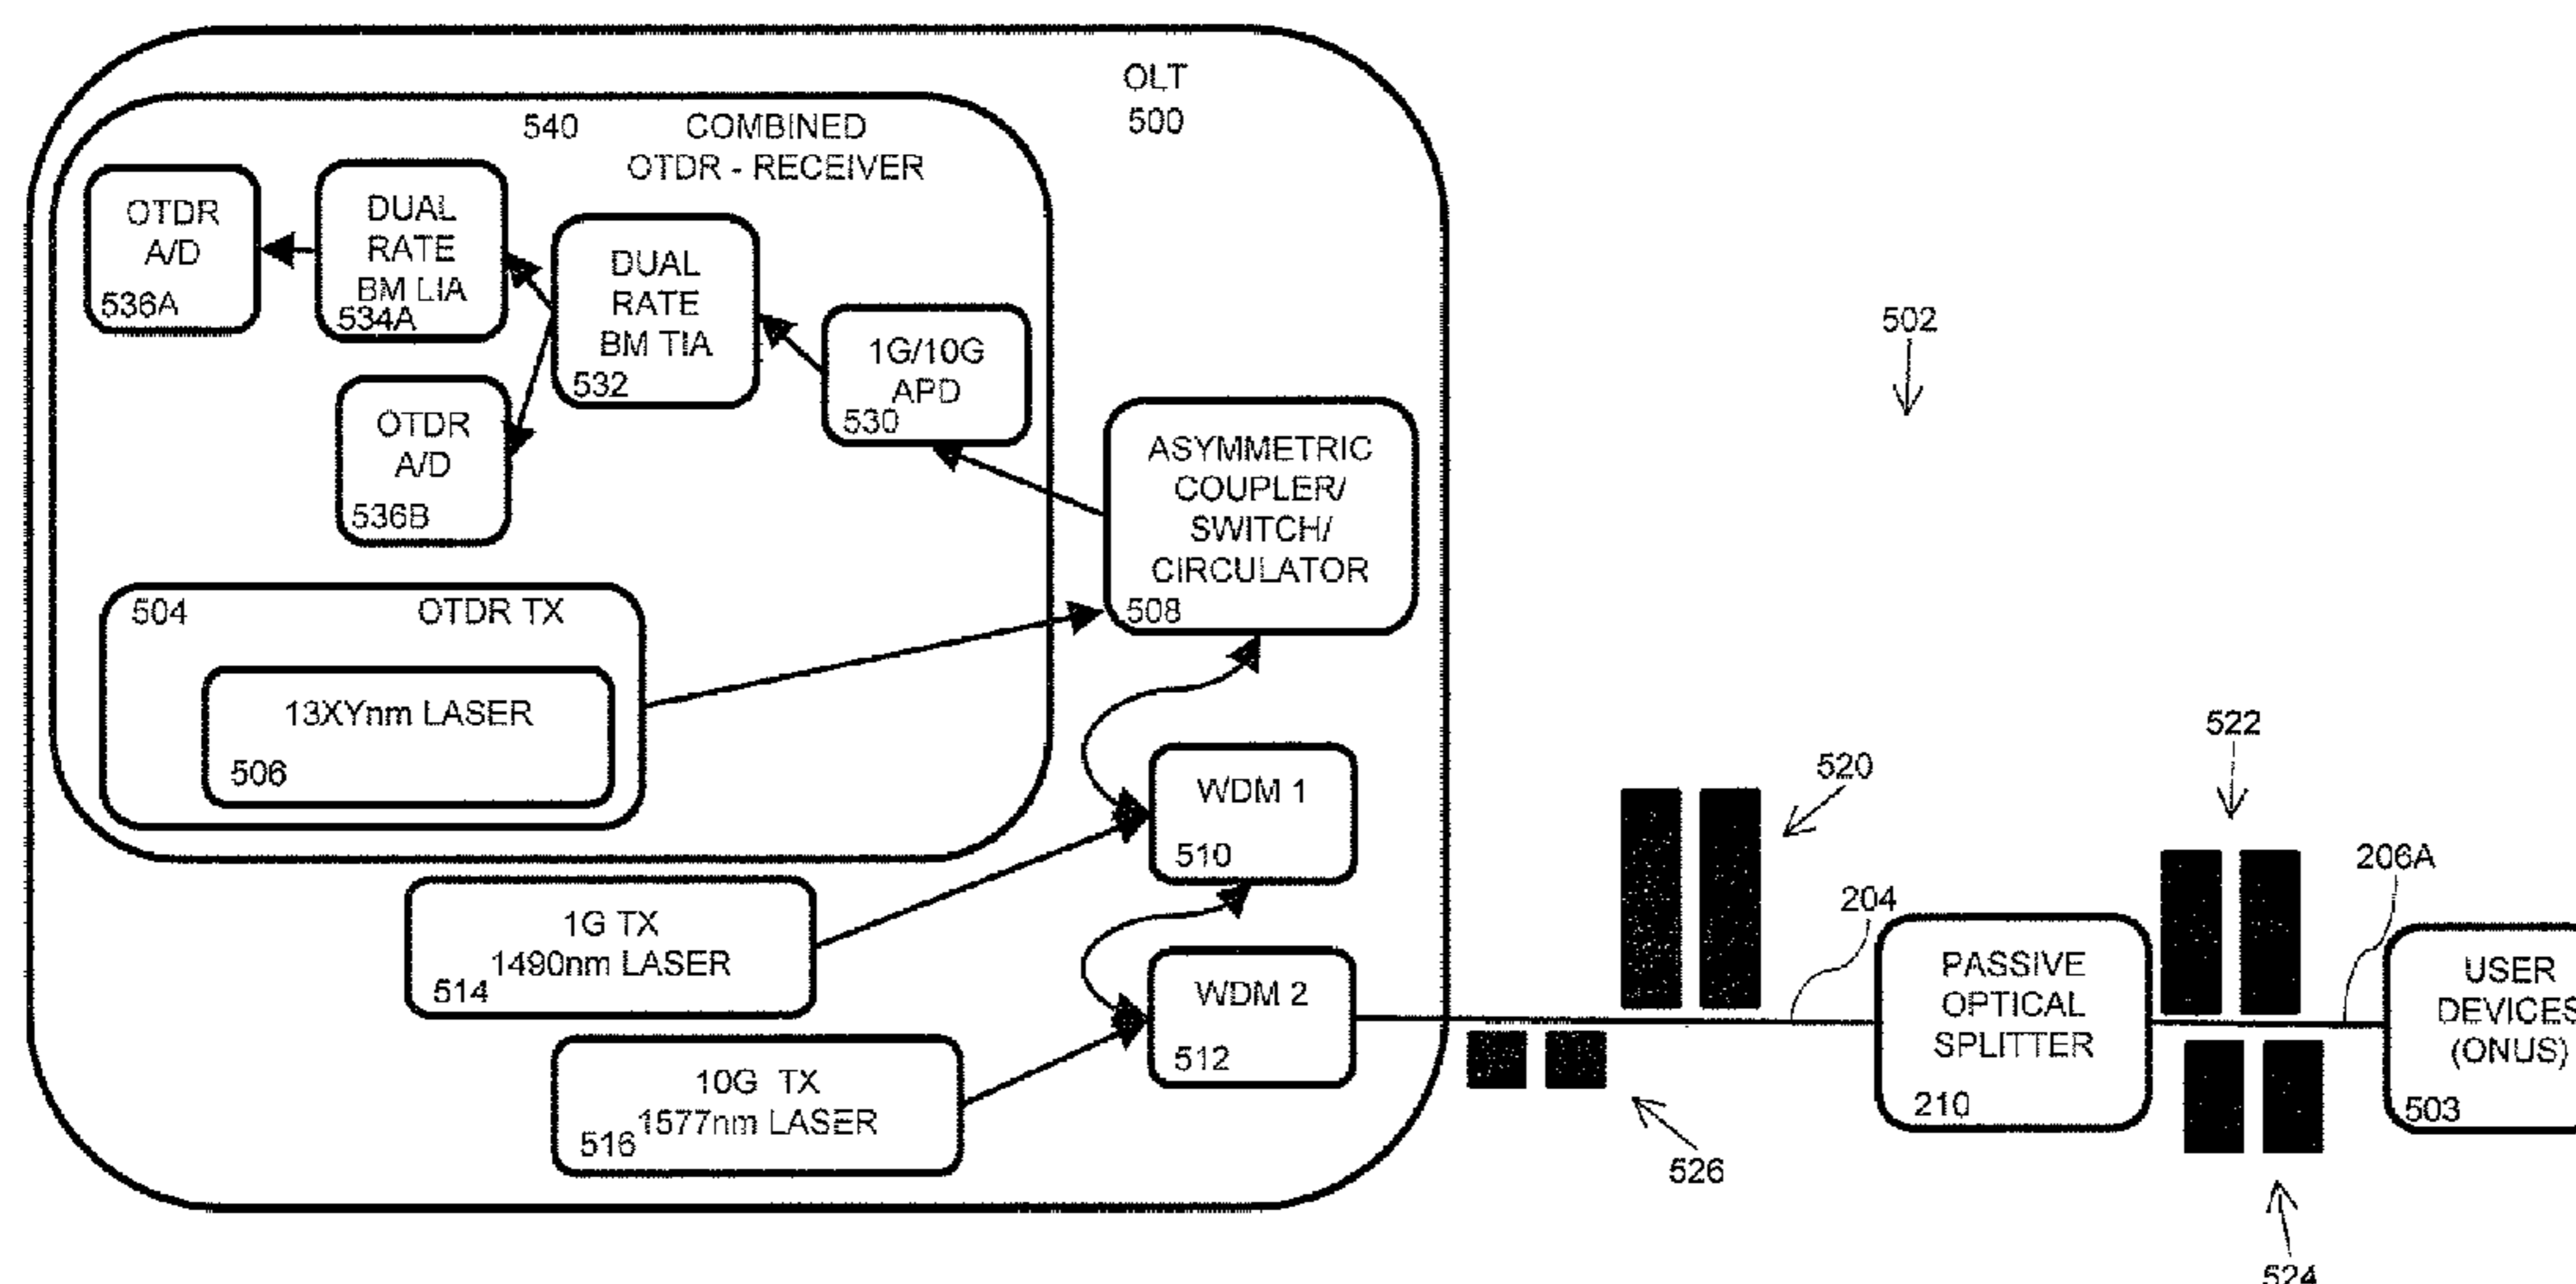 OLT
500
540
COMBINED
OTDR - RECEIVER
OTDR
A/D
536A
DUAL
RATE
BM LIA
534A
DUAL
RATE
BM TIA
532
1G/10G
APD
530
OTDR
A/D
536B
ASYMMETRIC
COUPLER/
SWITCH/
CIRCULATOR
508
502
504
OTDR TX
13XYnm LASER
506
WDM 1
510
1G TX
1490nm LASER
514
WDM 2
512
10G TX
1577nm LASER
516
520
522
204
206A
PASSIVE
OPTICAL
SPLITTER
210
USER
DEVICES
(ONUS)
503
526
524